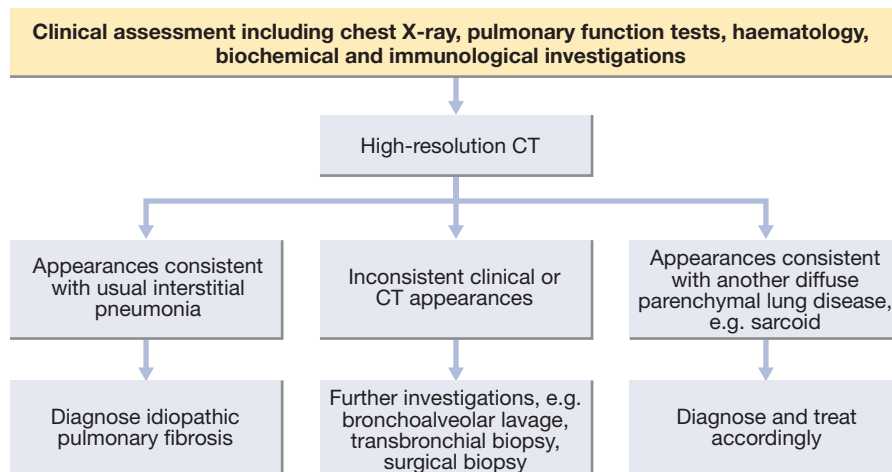 Clinical assessment including chest X-ray, pulmonary function tests, haematology,
biochemical and immunological investigations
High-resolution CT
Appearances consistent
with usual interstitial
pneumonia
Inconsistent clinical or
CT appearances
Appearances consistent
with another diffuse
parenchymal lung disease,
e.g. sarcoid
Diagnose idiopathic
pulmonary fibrosis
Further investigations, e.g.
bronchoalveolar lavage,
transbronchial biopsy,
surgical biopsy
Diagnose and treat
accordingly